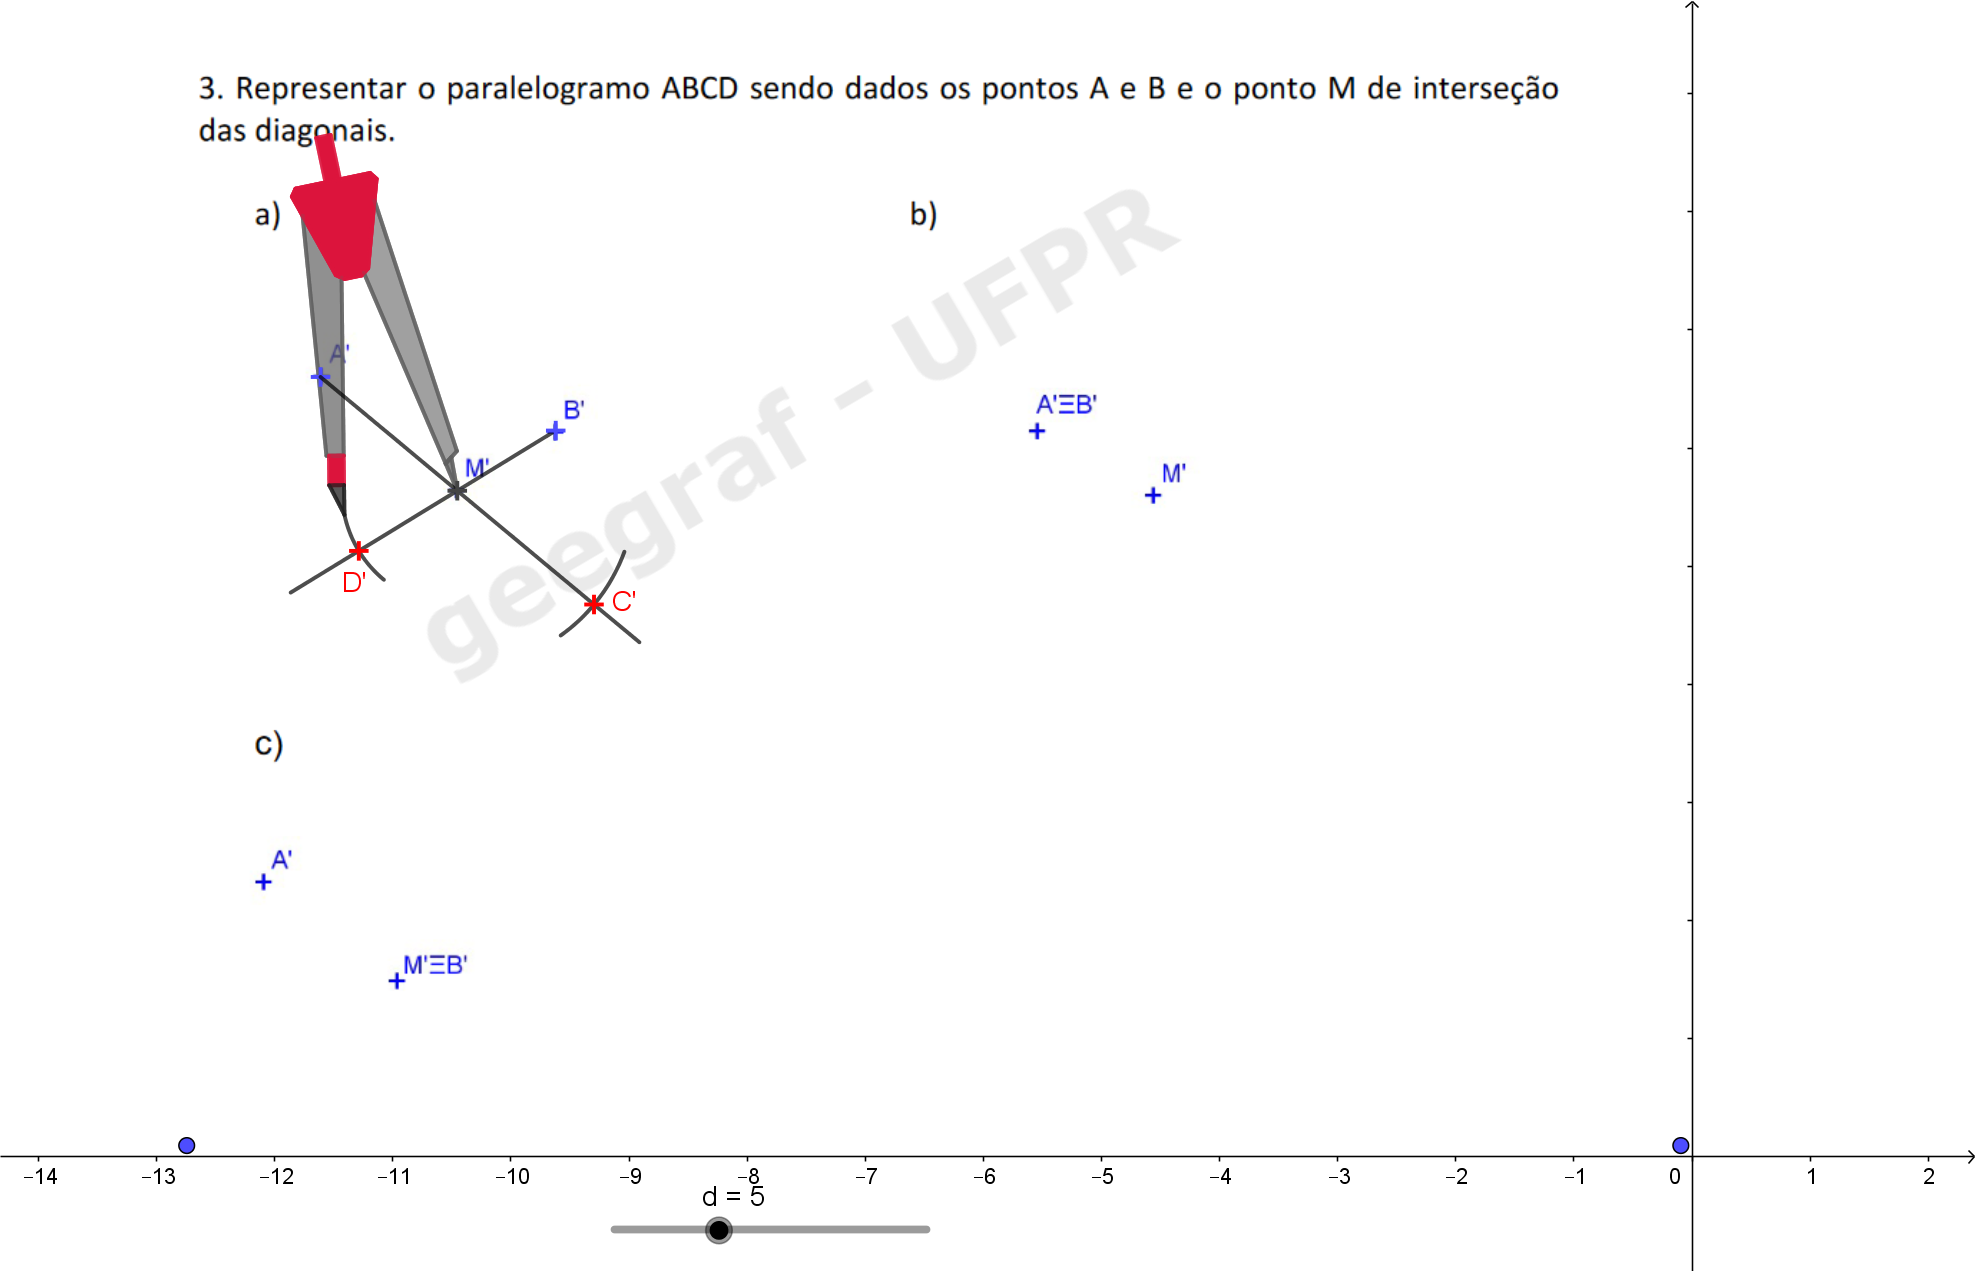 3. Representar o paralelogramo ABCD sendo dados os pontos A e B e o ponto M de interseção
das diagonais.
a)
b)
geegraf - UFPR
A'
B'
M'
D'
C'
A'ΞB'
M'
c)
A'
M'ΞB'
−14 −13 −12 −11 −10 −9 −8 −7 −6 −5 −4 −3 −2 −1 0 1 2
d = 5